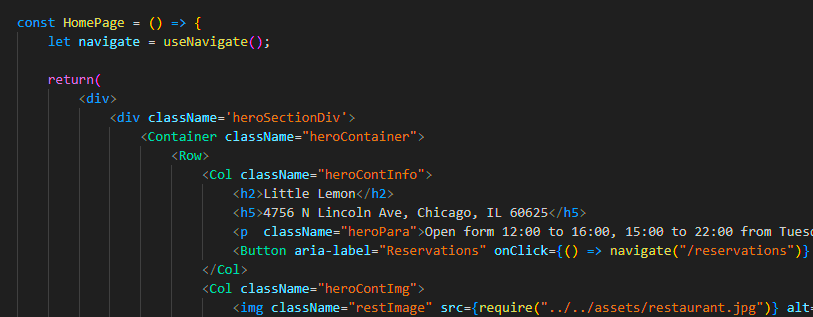 const HomePage = () => {
let navigate = useNavigate();
return(
<div>
<div className='heroSectionDiv'>
<Container className="heroContainer">
<Row>
<Col className="heroContInfo">
<h2>Little Lemon</h2>
<h5>4756 N Lincoln Ave, Chicago, IL 60625</h5>
<p  className="heroPara">Open form 12:00 to 16:00, 15:00 to 22:00 from Tues
<Button aria-label="Reservations" onClick={() => navigate("/reservations")}
</Col>
<Col className="heroContImg">
<img className="restImage" src={require("../../assets/restaurant.jpg")} alt=